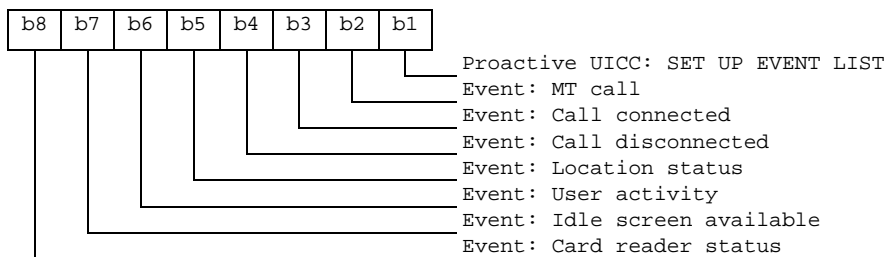 b8 b7 b6 b5 b4 b3 b2 b1
Proactive UICC: SET UP EVENT LIST
Event: MT call
Event: Call connected
Event: Call disconnected
Event: Location status
Event: User activity
Event: Idle screen available
Event: Card reader status